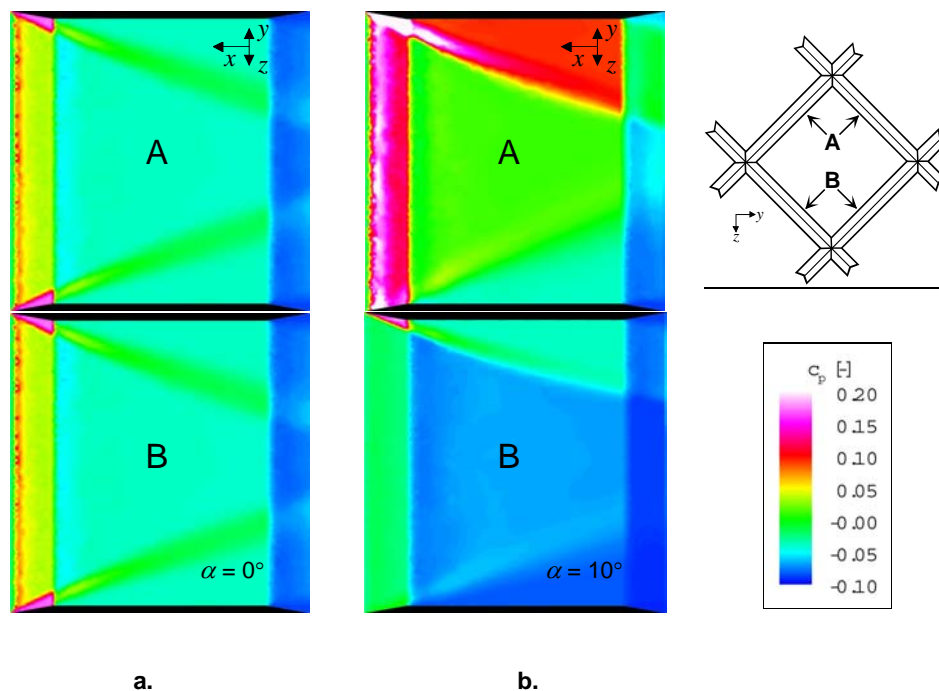 y
x
z
A
B
α = 0°
y
x
z
A
B
α = 10°
A
B
y
z
c_p [-]
0.20
0.15
0.10
0.05
-0.00
-0.05
-0.10
a.
b.